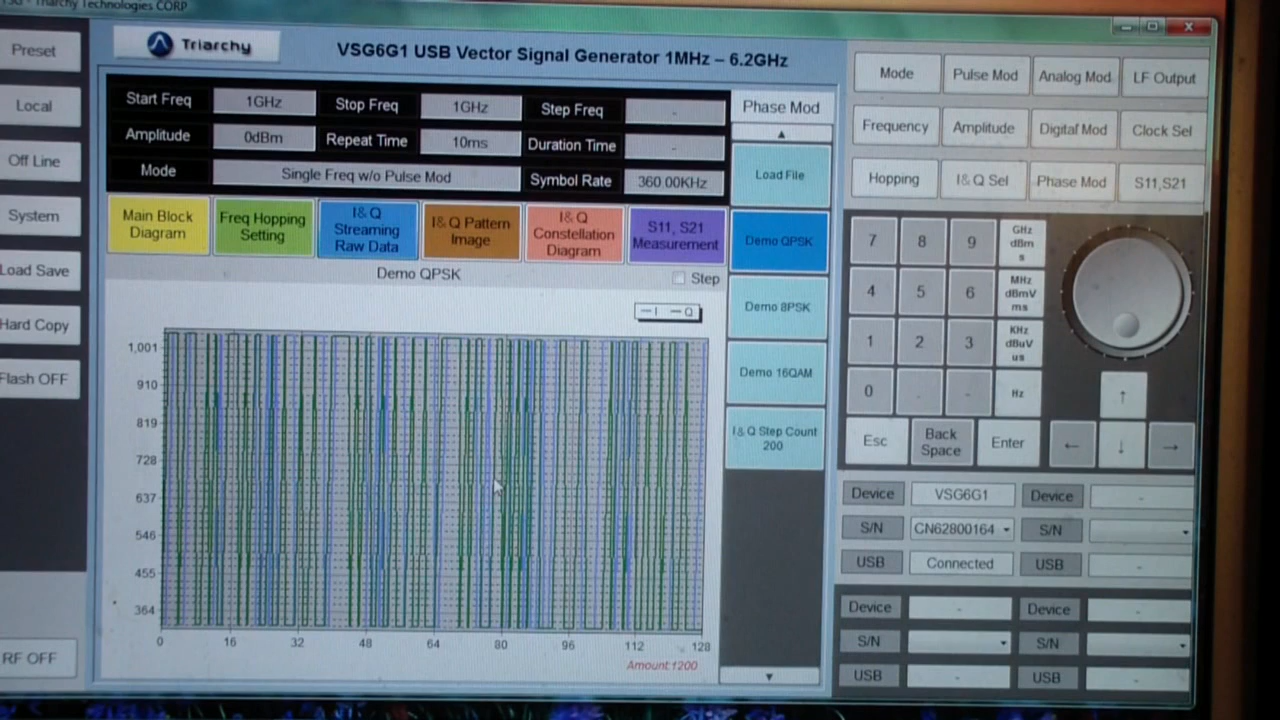 Triarchy Technologies CORP
Preset
Local
Off Line
System
Load Save
Hard Copy
Flash OFF
RF OFF
Triarchy
VSG6G1 USB Vector Signal Generator 1MHz – 6.2GHz
Start Freq 1GHz Stop Freq 1GHz Step Freq -
Amplitude 0dBm Repeat Time 10ms Duration Time -
Mode Single Freq w/o Pulse Mod Symbol Rate 360.00KHz
Main Block
Diagram
Freq Hopping
Setting
I& Q
Streaming
Raw Data
I& Q Pattern
Image
I& Q
Constellation
Diagram
S11, S21
Measurement
Demo QPSK
Step
I Q
1,001
910
819
728
637
546
455
364
0 16 32 48 64 80 96 112 128
Amount 1200
Phase Mod
▲
Load File
Demo QPSK
Demo 8PSK
Demo 16QAM
I& Q Step Count
200
▼
Mode Pulse Mod Analog Mod LF Output
Frequency Amplitude Digital Mod Clock Sel
Hopping I& Q Sel Phase Mod S11,S21
7 8 9
GHz
dBm
s
4 5 6
MHz
dBmV
ms
1 2 3
KHz
dBuV
us
0 . - Hz
Esc
Back
Space
Enter
↑
← ↓ →
Device VSG6G1 Device -
S/N CN62800164 S/N
USB Connected USB -
Device - Device -
S/N S/N
USB - USB -